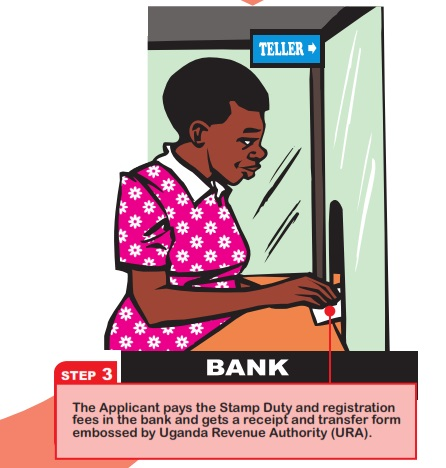 TELLER
BANK
STEP 3
The Applicant pays the Stamp Duty and registration
fees in the bank and gets a receipt and transfer form
embossed by Uganda Revenue Authority (URA).